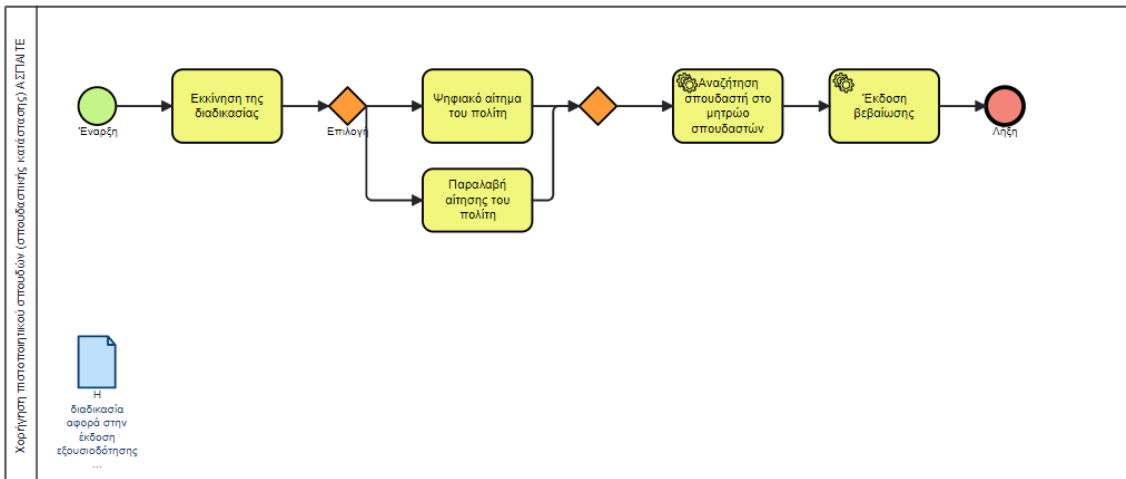 Χορήγηση πιστοποιητικού σπουδών (σπουδαστικής κατάστασης) ΑΣΠΑΙΤΕ
Έναρξη
Εκκίνηση της
διαδικασίας
Επιλογή
Ψηφιακό αίτημα
του πολίτη
Παραλαβή
αίτησης του
πολίτη
Αναζήτηση
σπουδαστή στο
μητρώο
σπουδαστών
Έκδοση
βεβαίωσης
Λήξη
Η
διαδικασία
αφορά στην
έκδοση
εξουσιοδότησης
...